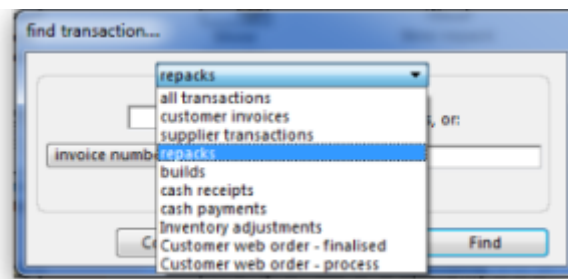 find transaction...
repacks
all transactions
customer invoices
supplier transactions
s, or:
invoice numb
repacks
builds
cash receipts
cash payments
Inventory adjustments
Customer web order - finalised
C
Find
Customer web order - process